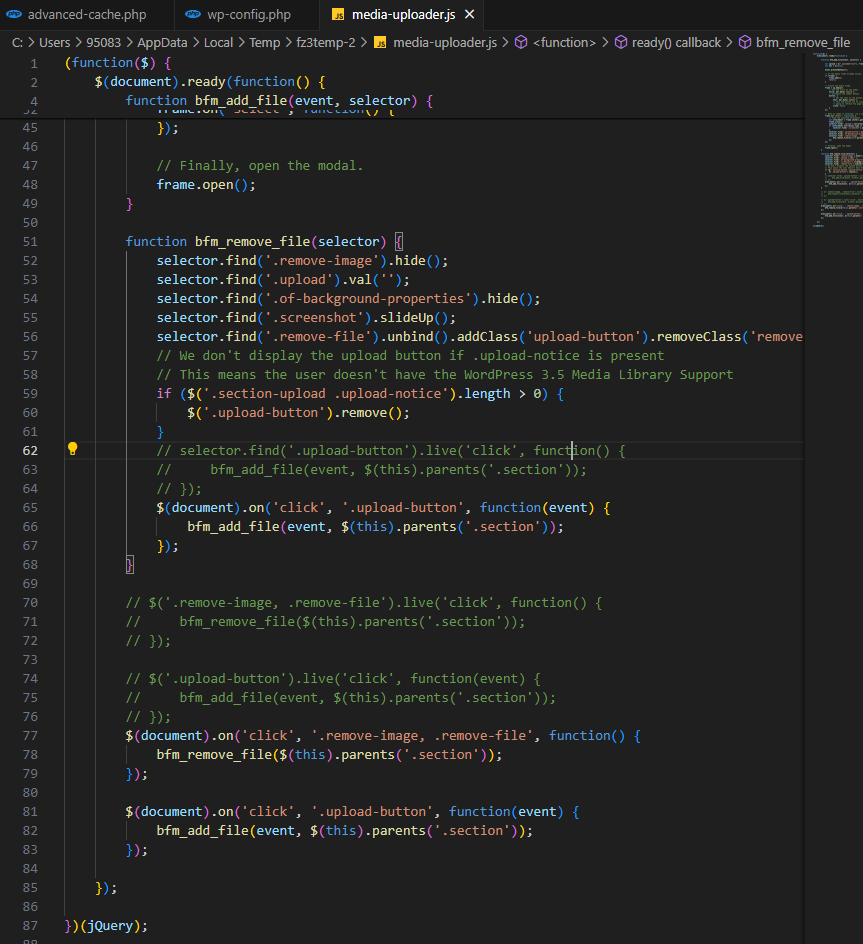 advanced-cache.php wp-config.php JS media-uploader.js ×
C: > Users > 95083 > AppData > Local > Temp > fz3temp-2 > JS media-uploader.js > <function> > ready() callback > bfm_remove_file
1 (function($) {
2 $(document).ready(function() {
4 function bfm_add_file(event, selector) {
32 frame.on( 'select', function() {
45 });
46
47 // Finally, open the modal.
48 frame.open();
49 }
50
51 function bfm_remove_file(selector) {
52 selector.find('.remove-image').hide();
53 selector.find('.upload').val('');
54 selector.find('.of-background-properties').hide();
55 selector.find('.screenshot').slideUp();
56 selector.find('.remove-file').unbind().addClass('upload-button').removeClass('remove
57 // We don't display the upload button if .upload-notice is present
58 // This means the user doesn't have the WordPress 3.5 Media Library Support
59 if ($('.section-upload .upload-notice').length > 0) {
60 $('.upload-button').remove();
61 }
62 // selector.find('.upload-button').live('click', function() {
63 // bfm_add_file(event, $(this).parents('.section'));
64 // });
65 $(document).on('click', '.upload-button', function(event) {
66 bfm_add_file(event, $(this).parents('.section'));
67 });
68 }
69
70 // $('.remove-image, .remove-file').live('click', function() {
71 // bfm_remove_file($(this).parents('.section'));
72 // });
73
74 // $('.upload-button').live('click', function(event) {
75 // bfm_add_file(event, $(this).parents('.section'));
76 // });
77 $(document).on('click', '.remove-image, .remove-file', function() {
78 bfm_remove_file($(this).parents('.section'));
79 });
80
81 $(document).on('click', '.upload-button', function(event) {
82 bfm_add_file(event, $(this).parents('.section'));
83 });
84
85 });
86
87 })(jQuery);
88